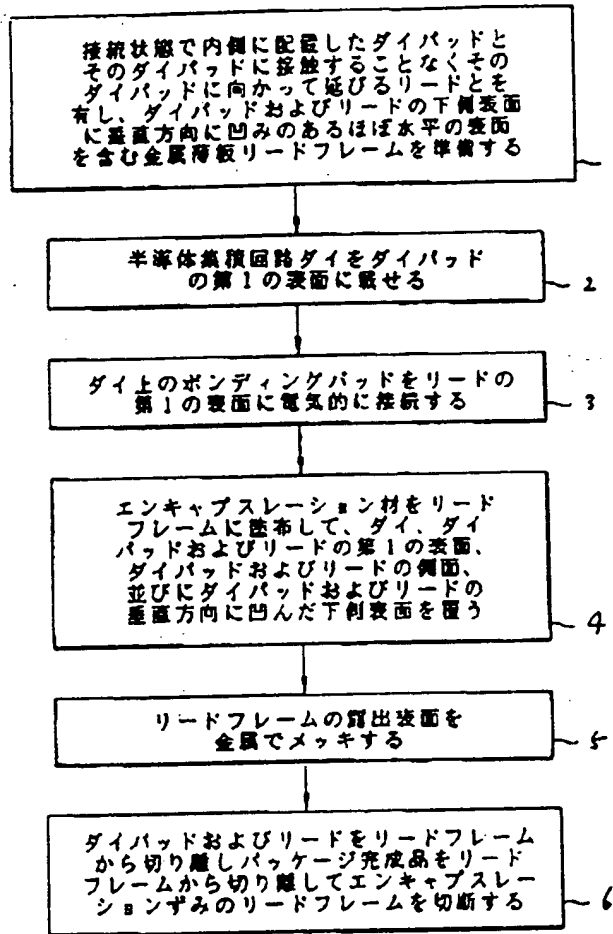 接続状態で内側に配置したダイパッドと
そのダイパッドに接触することなくその
ダイパッドに向かって延びるリードとを
有し、ダイパッドおよびリードの下側表面
に垂直方向に凹みのあるほぼ水平の表面
を含む金属薄板リードフレームを準備する
半導体集積回路ダイをダイパッド
の第1の表面に載せる
2
ダイ上のボンディングパッドをリードの
第1の表面に電気的に接続する
3
エンキャプスレーション材をリード
フレームに塗布して、ダイ、ダイ
パッドおよびリードの第1の表面、
ダイパッドおよびリードの側面、
並びにダイパッドおよびリードの
垂直方向に凹んだ下側表面を覆う
4
リードフレームの露出表面を
金属でメッキする
5
ダイパッドおよびリードをリードフレーム
から切り離しパッケージ完成品をリード
フレームから切り離してエンキャプスレー
ションずみのリードフレームを切断する
6